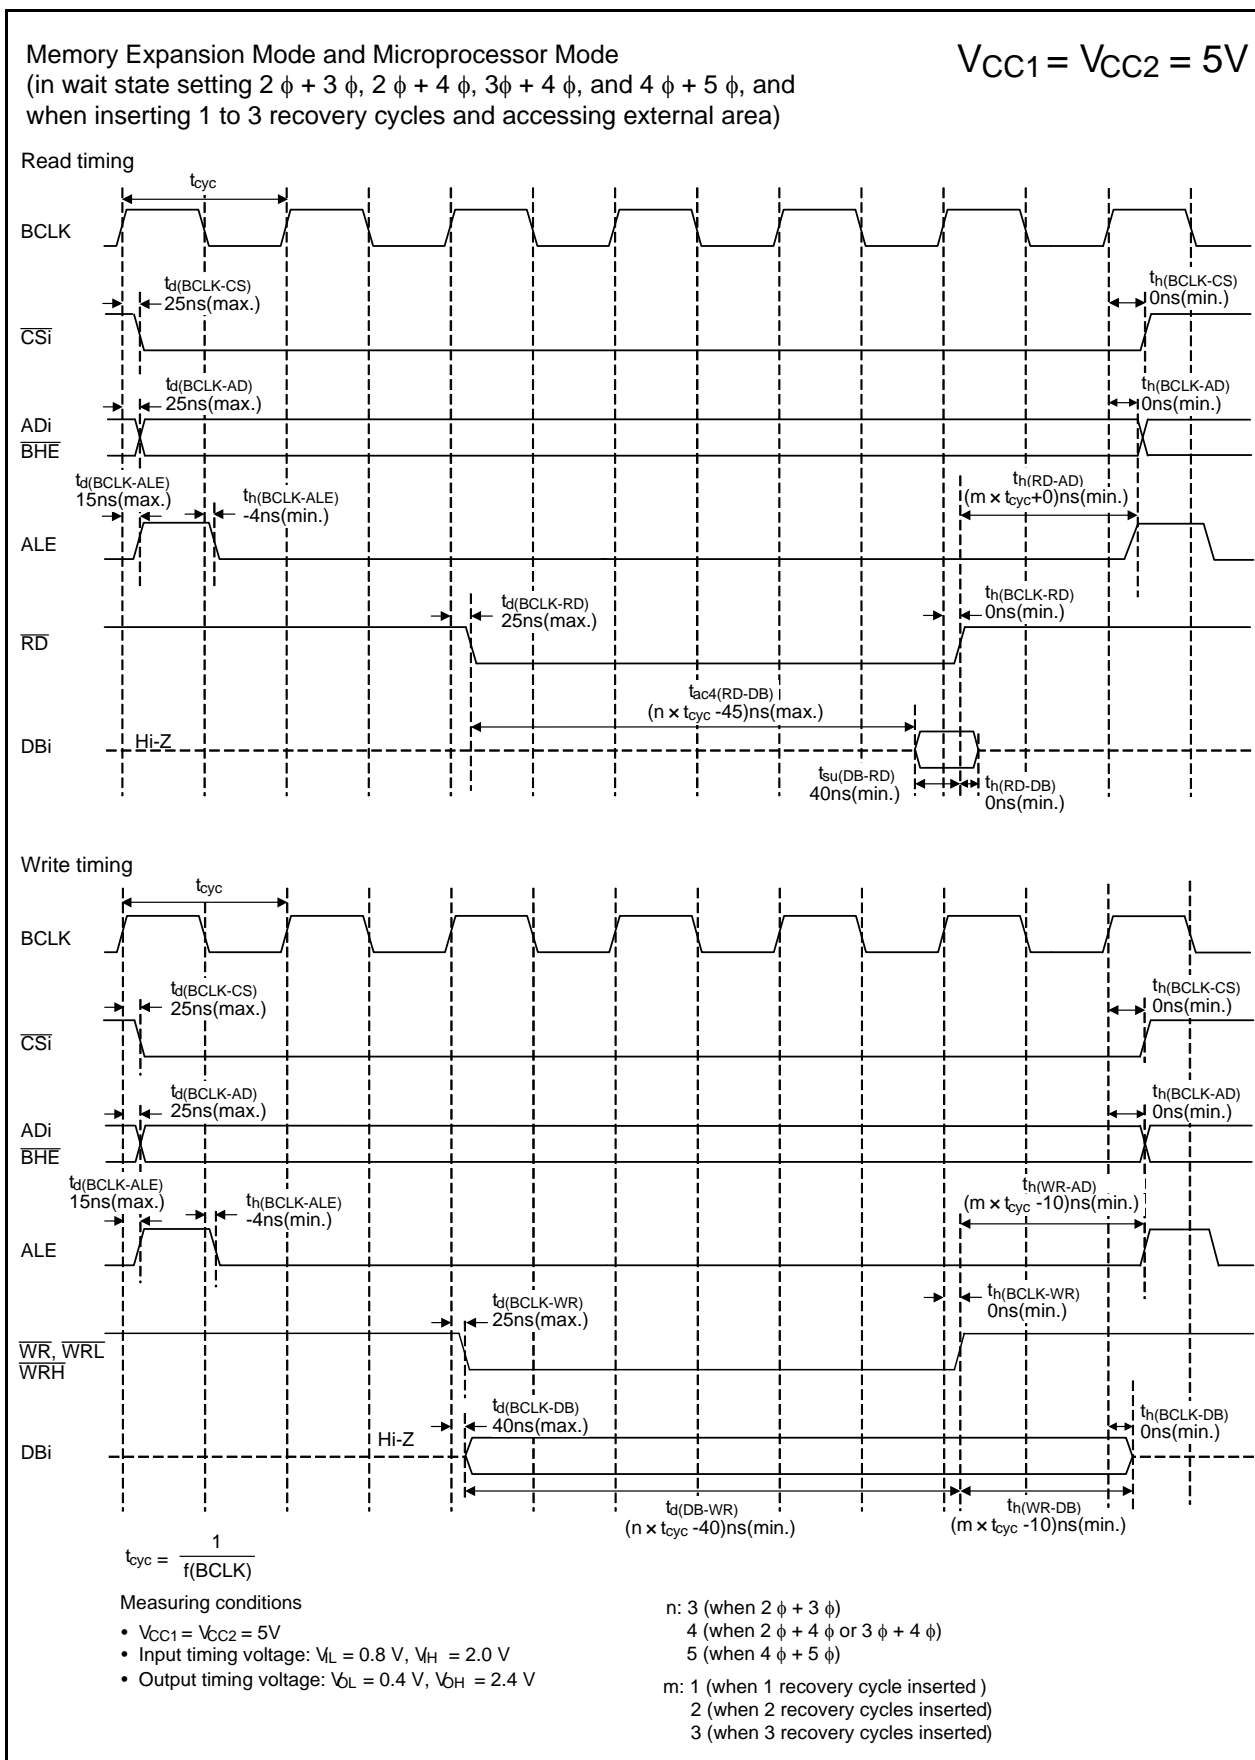 Memory Expansion Mode and Microprocessor Mode
(in wait state setting 2 ϕ + 3 ϕ, 2 ϕ + 4 ϕ, 3ϕ + 4 ϕ, and 4 ϕ + 5 ϕ, and
when inserting 1 to 3 recovery cycles and accessing external area)
VCC1 = VCC2 = 5V
Read timing
tcyc
BCLK
td(BCLK-CS)
25ns(max.)
th(BCLK-CS)
0ns(min.)
CSi
td(BCLK-AD)
25ns(max.)
th(BCLK-AD)
0ns(min.)
ADi
BHE
td(BCLK-ALE)
15ns(max.)
th(BCLK-ALE)
-4ns(min.)
th(RD-AD)
(m × tcyc+0)ns(min.)
ALE
td(BCLK-RD)
25ns(max.)
th(BCLK-RD)
0ns(min.)
RD
tac4(RD-DB)
(n × tcyc -45)ns(max.)
DBi
Hi-Z
tsu(DB-RD)
40ns(min.)
th(RD-DB)
0ns(min.)
Write timing
tcyc
BCLK
td(BCLK-CS)
25ns(max.)
th(BCLK-CS)
0ns(min.)
CSi
td(BCLK-AD)
25ns(max.)
th(BCLK-AD)
0ns(min.)
ADi
BHE
td(BCLK-ALE)
15ns(max.)
th(BCLK-ALE)
-4ns(min.)
th(WR-AD)
(m × tcyc -10)ns(min.)
ALE
td(BCLK-WR)
25ns(max.)
th(BCLK-WR)
0ns(min.)
WR, WRL
WRH
td(BCLK-DB)
40ns(max.)
th(BCLK-DB)
0ns(min.)
DBi
Hi-Z
td(DB-WR)
(n × tcyc -40)ns(min.)
th(WR-DB)
(m × tcyc -10)ns(min.)
tcyc = 1
f(BCLK)
Measuring conditions
• VCC1 = VCC2 = 5V
• Input timing voltage: VIL = 0.8 V, VIH = 2.0 V
• Output timing voltage: VOL = 0.4 V, VOH = 2.4 V
n: 3 (when 2 ϕ + 3 ϕ)
4 (when 2 ϕ + 4 ϕ or 3 ϕ + 4 ϕ)
5 (when 4 ϕ + 5 ϕ)
m: 1 (when 1 recovery cycle inserted )
2 (when 2 recovery cycles inserted)
3 (when 3 recovery cycles inserted)